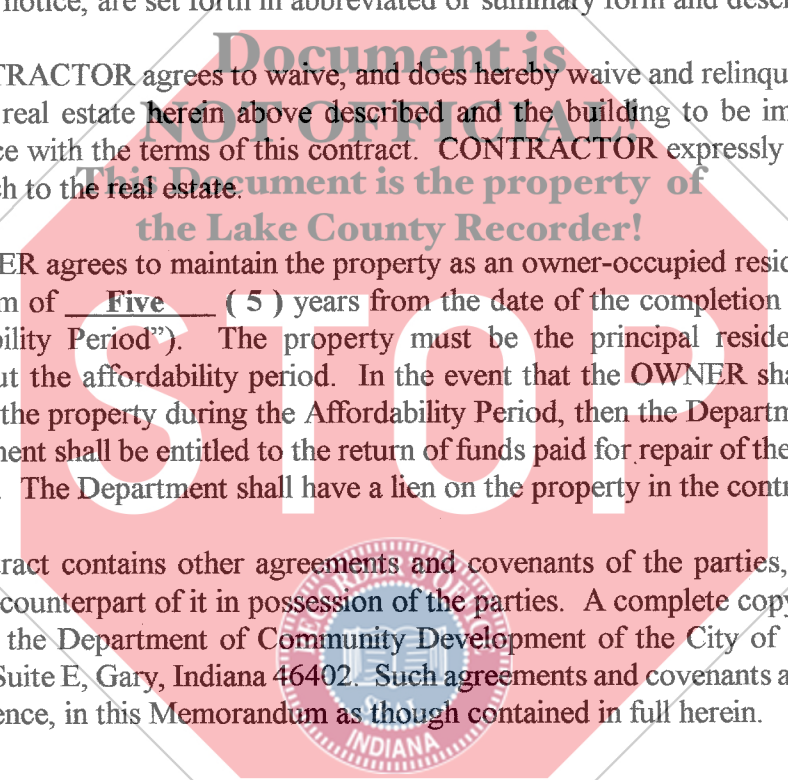 notice, are set forth in abbreviated or summary form and descr
Document is
TRACTOR agrees to waive, and does hereby waive and relinqu
NOT OFFICIAL!
real estate herein above described and the building to be im
ce with the terms of this contract. CONTRACTOR expressly
This Document is the property of
ch to the real estate.
the Lake County Recorder!
ER agrees to maintain the property as an owner-occupied resid
m of Five ( 5 ) years from the date of the completion
bility Period"). The property must be the principal reside
ut the affordability period. In the event that the OWNER sha
the property during the Affordability Period, then the Departm
ment shall be entitled to the return of funds paid for repair of the
. The Department shall have a lien on the property in the contr
STOP
ract contains other agreements and covenants of the parties,
counterpart of it in possession of the parties. A complete copy
the Department of Community Development of the City of
Suite E, Gary, Indiana 46402. Such agreements and covenants a
ence, in this Memorandum as though contained in full herein.
RECORDER'S OFFICE
SEAL
INDIANA